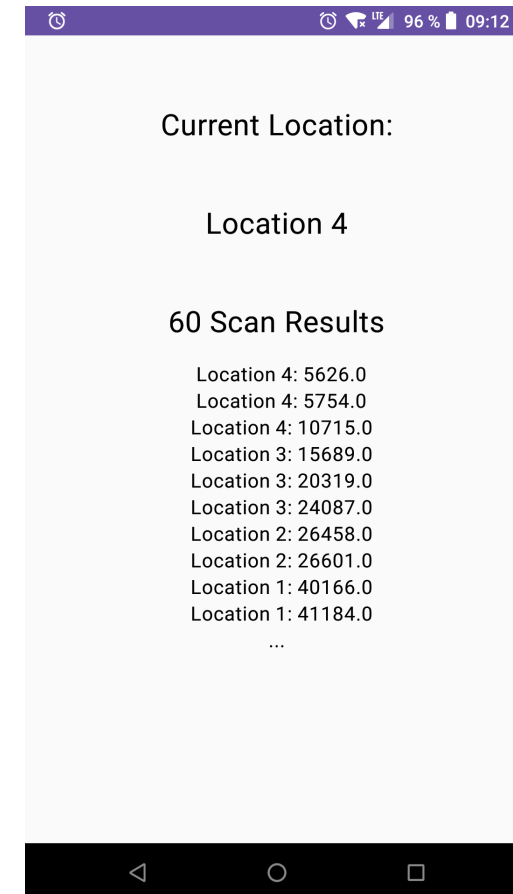 LTE 96 % 09:12
Current Location:
Location 4
60 Scan Results
Location 4: 5626.0
Location 4: 5754.0
Location 4: 10715.0
Location 3: 15689.0
Location 3: 20319.0
Location 3: 24087.0
Location 2: 26458.0
Location 2: 26601.0
Location 1: 40166.0
Location 1: 41184.0
...